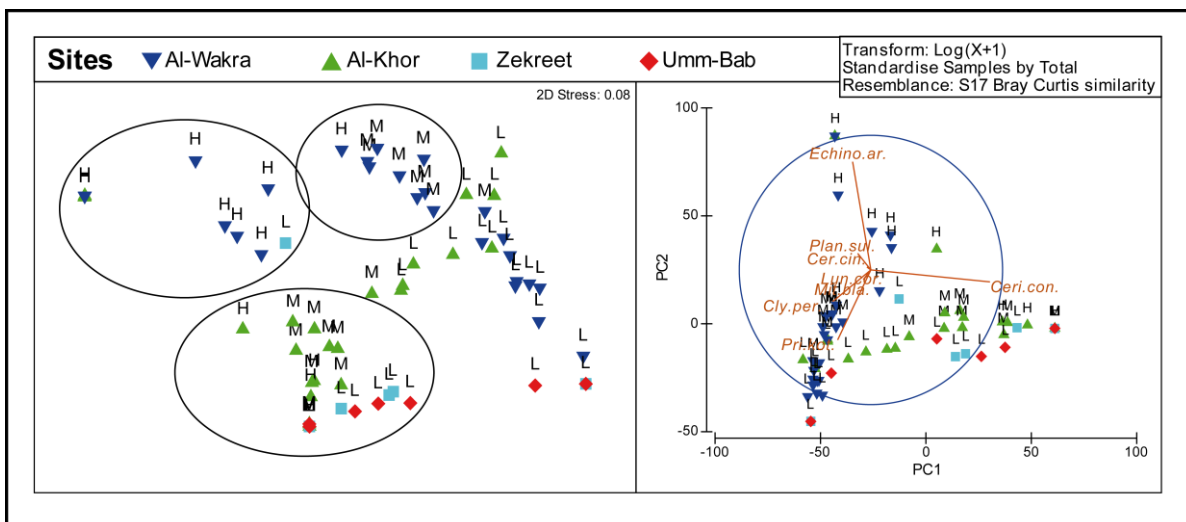 Sites Al-Wakra Al-Khor Zekreet Umm-Bab
Transform: Log(X+1)
Standardise Samples by Total
Resemblance: S17 Bray Curtis similarity
2D Stress: 0.08
H
H
H
H
H
H
H
H
L
H
M
M
M
M
M
M
M
M
L
L
L
L
L
L
L
L
L
L
L
L
M
L
L
L
L
H
M
M
M
M
M
M
H
M
L
L
L
L
L
L
L
L
100
50
0
-50
PC2
-100
-50
0
50
100
PC1
H
H
H
H
H
H
H
L
Echino.ar.
Plan.sul.
Cer.cin.
Lun.cor.
Cly.per.
Ceri.con.
M
M
M
M
M
M
H
H
H
M
L
L
L
L
L
L
L
L
L
L